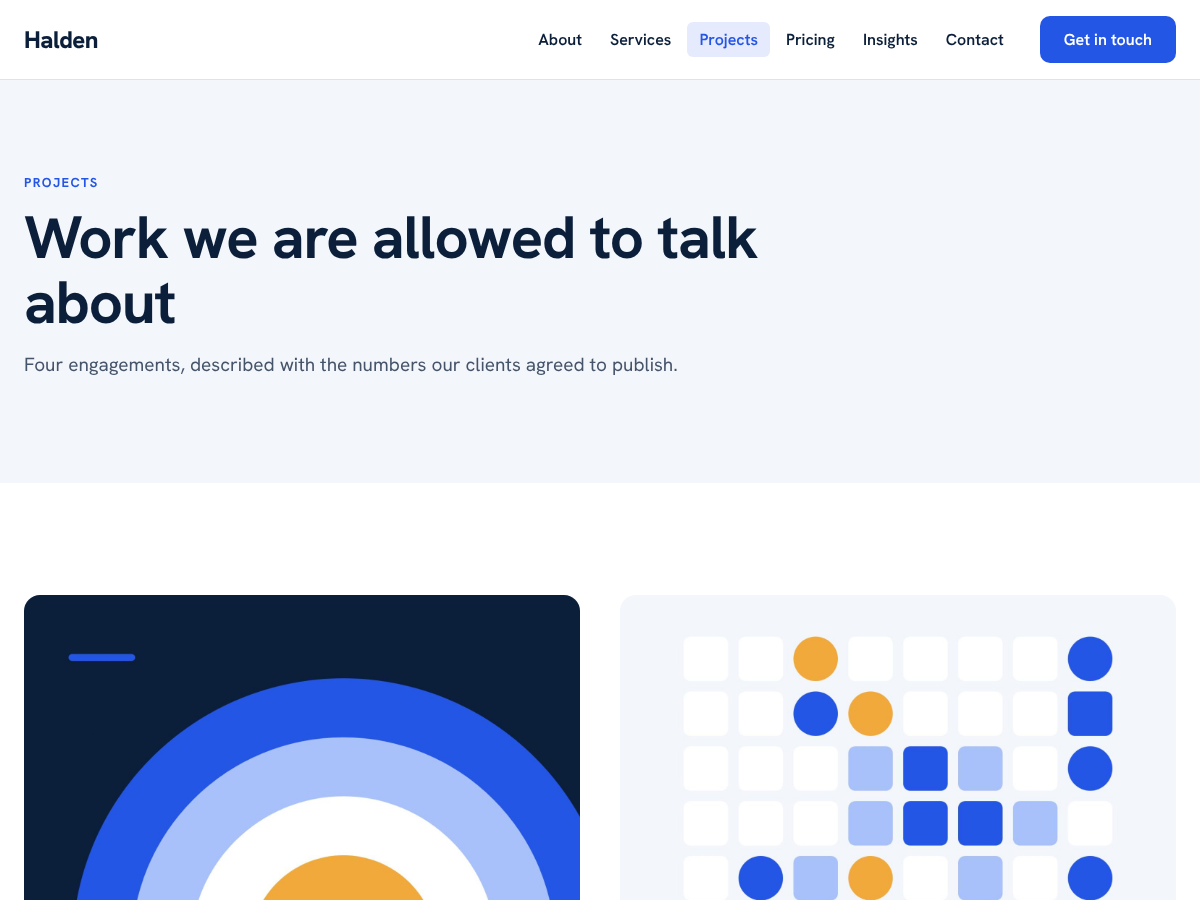 Halden
About
Services
Projects
Pricing
Insights
Contact
Get in touch
PROJECTS
Work we are allowed to talk
about
Four engagements, described with the numbers our clients agreed to publish.